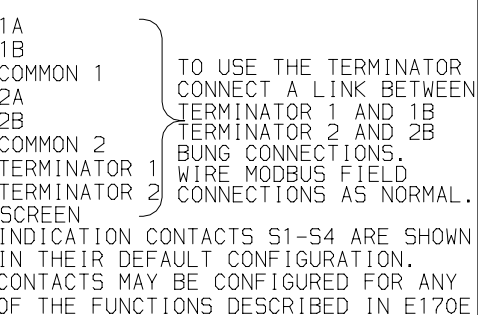 1A
1B
COMMON 1
2A
2B
COMMON 2
TERMINATOR 1
TERMINATOR 2
SCREEN
TO USE THE TERMINATOR
CONNECT A LINK BETWEEN
TERMINATOR 1 AND 1B
TERMINATOR 2 AND 2B
BUNG CONNECTIONS.
WIRE MODBUS FIELD
CONNECTIONS AS NORMAL.
INDICATION CONTACTS S1-S4 ARE SHOWN
IN THEIR DEFAULT CONFIGURATION.
CONTACTS MAY BE CONFIGURED FOR ANY
OF THE FUNCTIONS DESCRIBED IN E170E